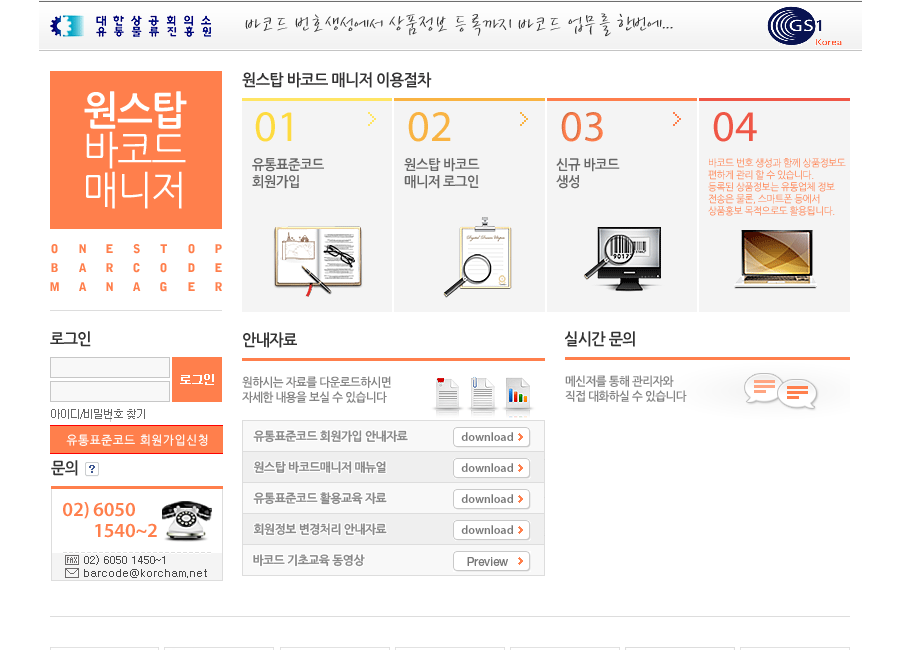 대한상공회의소
유통물류진흥원
바코드 번호생성에서 상품정보 등록까지 바코드 업무를 한번에...
GS1
Korea
원스탑
바코드
매니저
ONESTOP
BARCODE
MANAGER
원스탑 바코드 매니저 이용절차
01
유통표준코드
회원가입
02
원스탑 바코드
매니저 로그인
03
신규 바코드
생성
04
바코드 번호 생성과 함께 상품정보도
편하게 관리 할 수 있습니다.
등록된 상품정보는 유통업체 정보
전송은 물론, 스마트폰 등에서
상품홍보 목적으로도 활용됩니다.
로그인
로그인
아이디/비밀번호 찾기
유통표준코드 회원가입신청
문의 ?
02) 6050
1540~2
FAX 02) 6050 1450~1
barcode@korcham.net
안내자료
원하시는 자료를 다운로드하시면
자세한 내용을 보실 수 있습니다
유통표준코드 회원가입 안내자료 download
원스탑 바코드매니저 매뉴얼 download
유통표준코드 활용교육 자료 download
회원정보 변경처리 안내자료 download
바코드 기초교육 동영상 Preview
실시간 문의
메신저를 통해 관리자와
직접 대화하실 수 있습니다